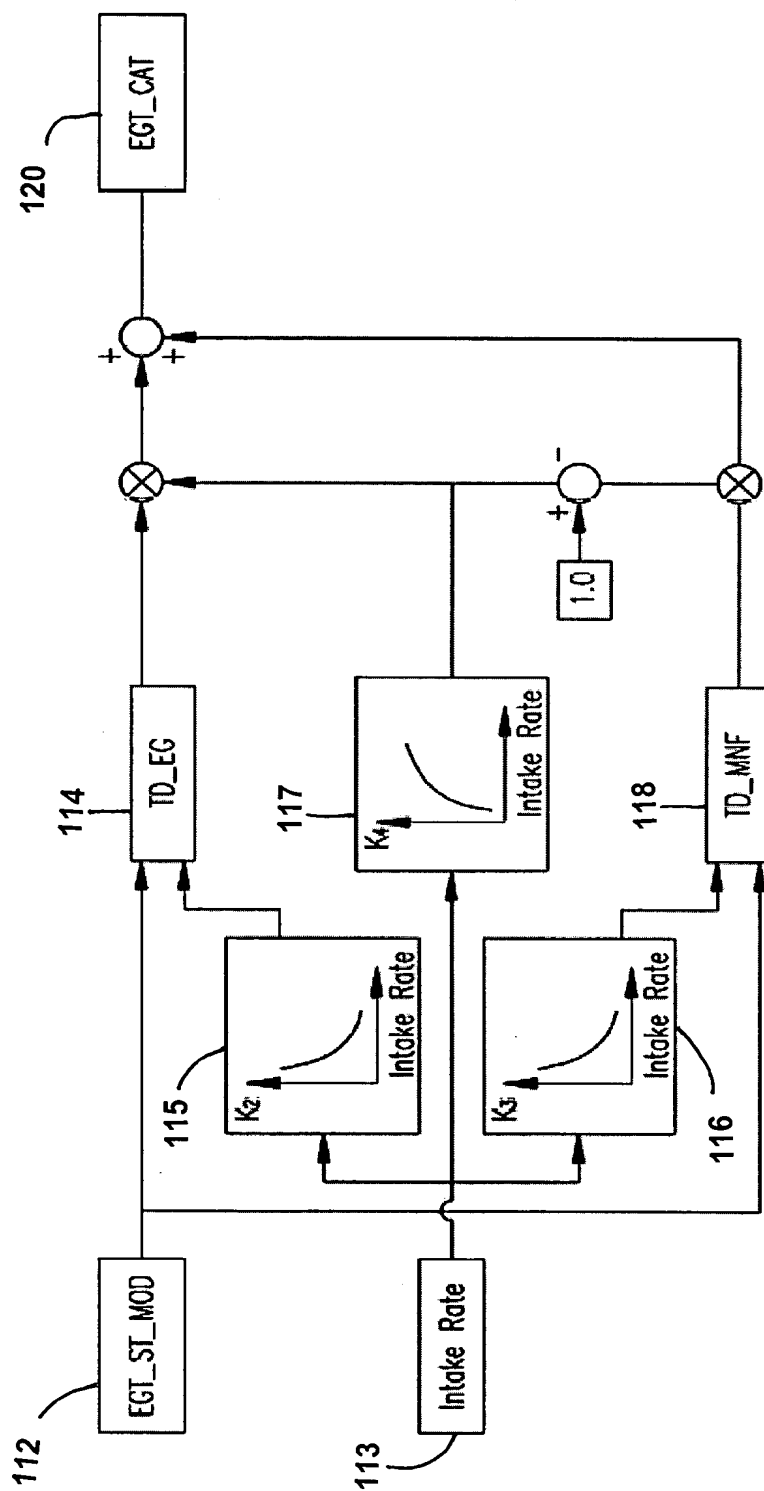 112
EGT_ST_MOD
113
Intake Rate
115
K2
Intake Rate
116
K3
Intake Rate
114
TD_EG
117
K4
Intake Rate
118
TD_MNF
1.0
+
-
+
+
120
EGT_CAT